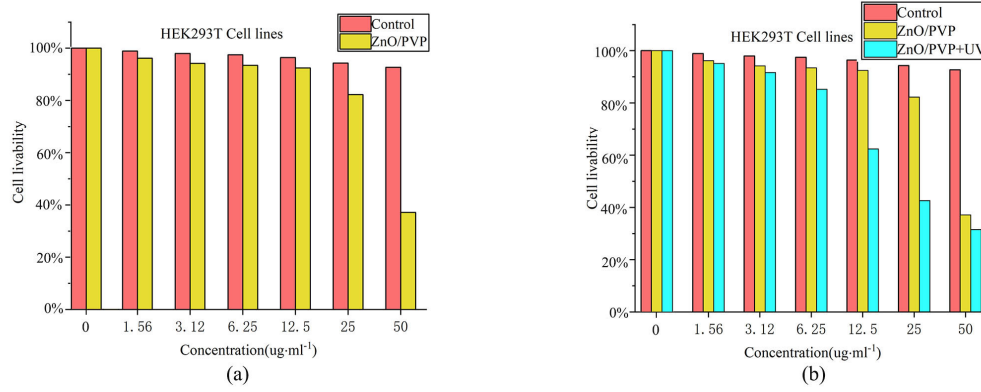 HEK293T Cell lines
Control
ZnO/PVP
100%
80%
60%
40%
20%
0%
Cell livability
0 1.56 3.12 6.25 12.5 25 50
Concentration(ug·ml⁻¹)
(a)
HEK293T Cell lines
Control
ZnO/PVP
ZnO/PVP+UV
100%
80%
60%
40%
20%
0%
Cell livability
0 1.56 3.12 6.25 12.5 25 50
Concentration(ug·ml⁻¹)
(b)